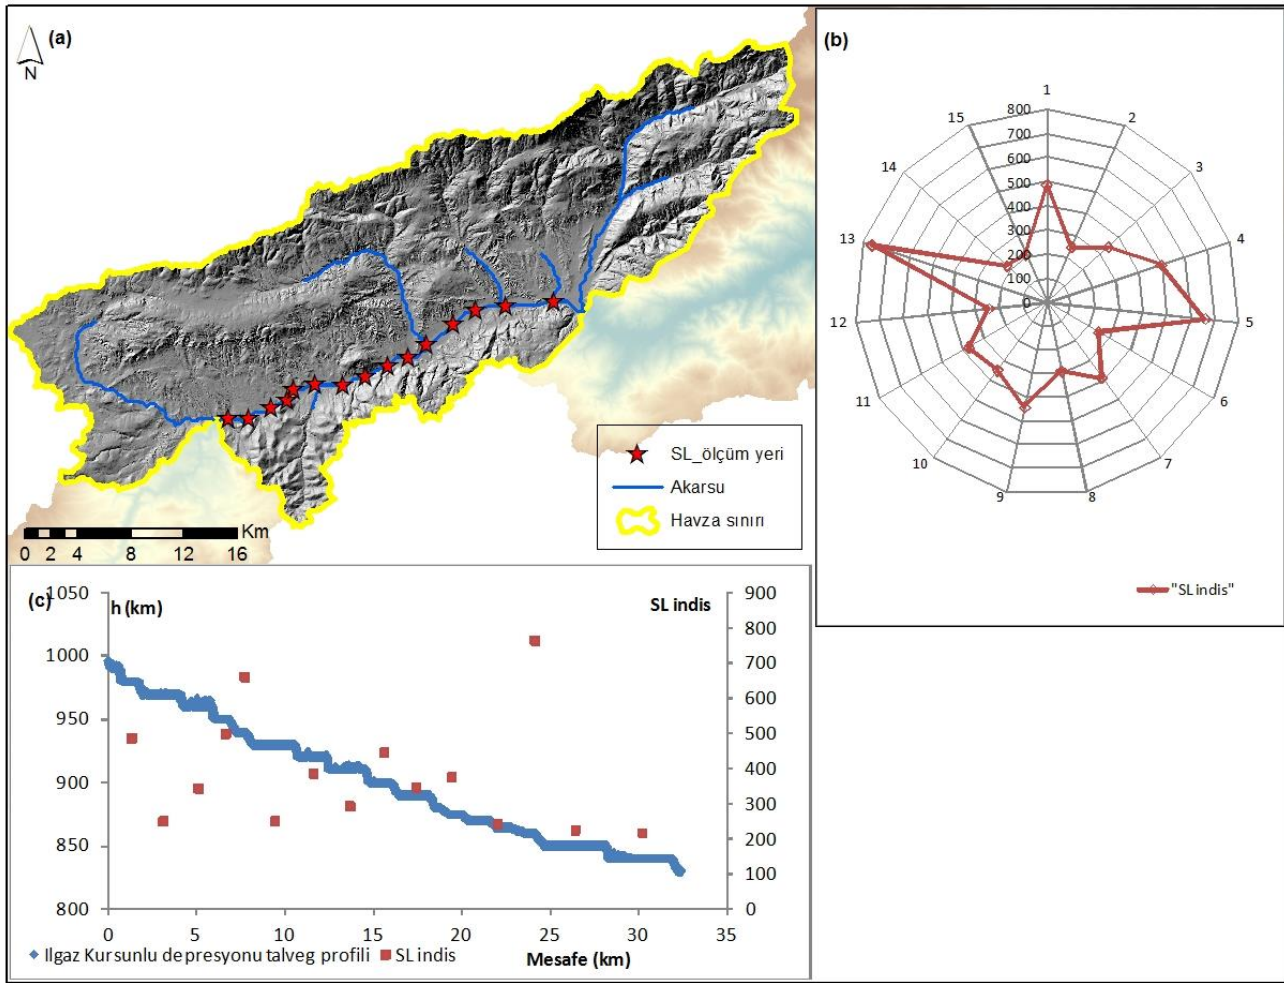 (a)
N
SL_ölçüm yeri
Akarsu
Havza sınırı
Km
0 2 4 8 12 16
(b)
1
2
3
4
5
6
7
8
9
10
11
12
13
14
15
800
700
600
500
400
300
200
100
0
"SL indis"
(c)
h (km)
SL indis
1050
1000
950
900
850
800
900
800
700
600
500
400
300
200
100
0
0 5 10 15 20 25 30 35
Ilgaz Kursunlu depresyonu talveg profili SL indis
Mesafe (km)